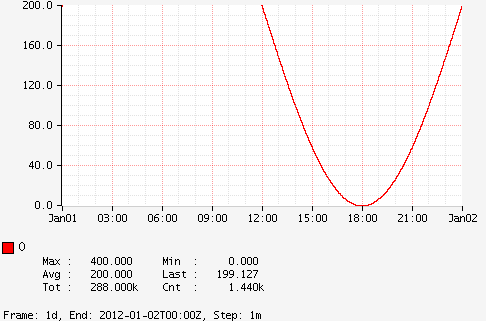 200.0
160.0
120.0
80.0
40.0
0.0
Jan01 03:00 06:00 09:00 12:00 15:00 18:00 21:00 Jan02
0
Max : 400.000 Min : 0.000
Avg : 200.000 Last : 199.127
Tot : 288.000k Cnt : 1.440k
Frame: 1d, End: 2012-01-02T00:00Z, Step: 1m